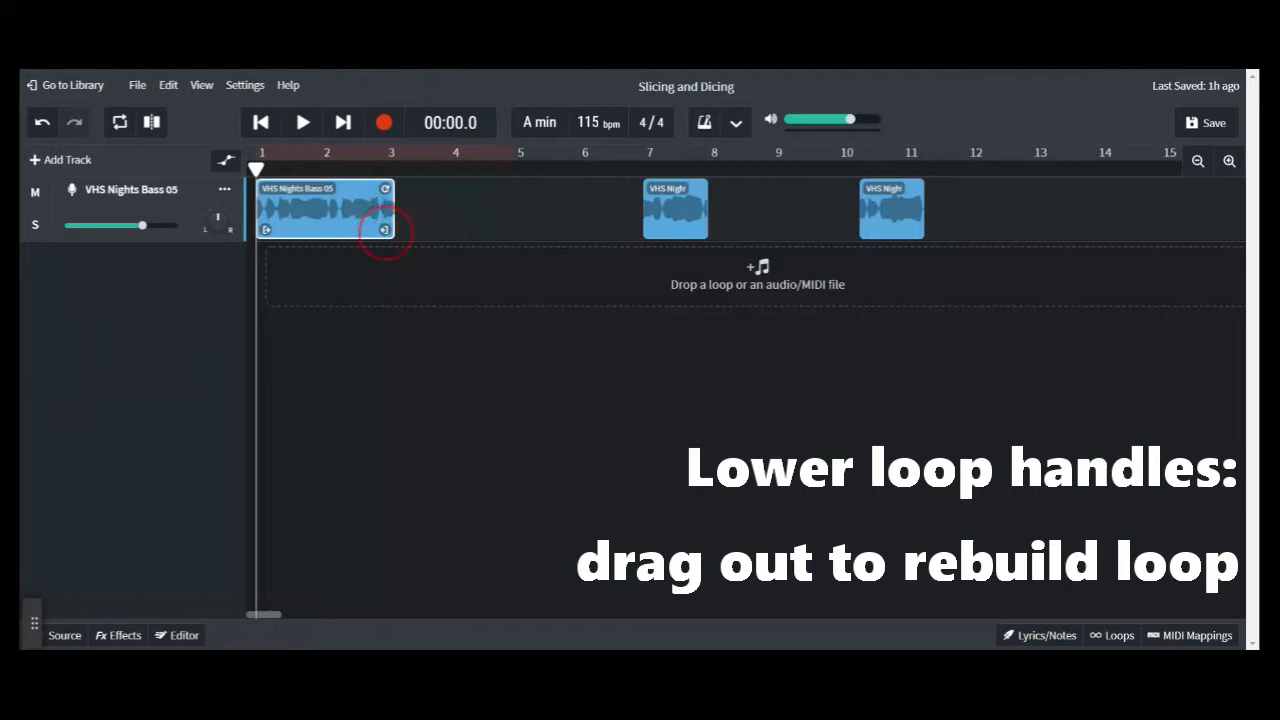 Go to Library File Edit View Settings Help Slicing and Dicing Last Saved: 1h ago
00:00.0 A min 115 bpm 4 / 4 Save
+ Add Track 1 2 3 4 5 6 7 8 9 10 11 12 13 14 15
M VHS Nights Bass 05 ... VHS Nights Bass 05 VHS Nigh VHS Nigh
S L R
Drop a loop or an audio/MIDI file
Lower loop handles:
drag out to rebuild loop
Source Fx Effects Editor Lyrics/Notes Loops MIDI Mappings